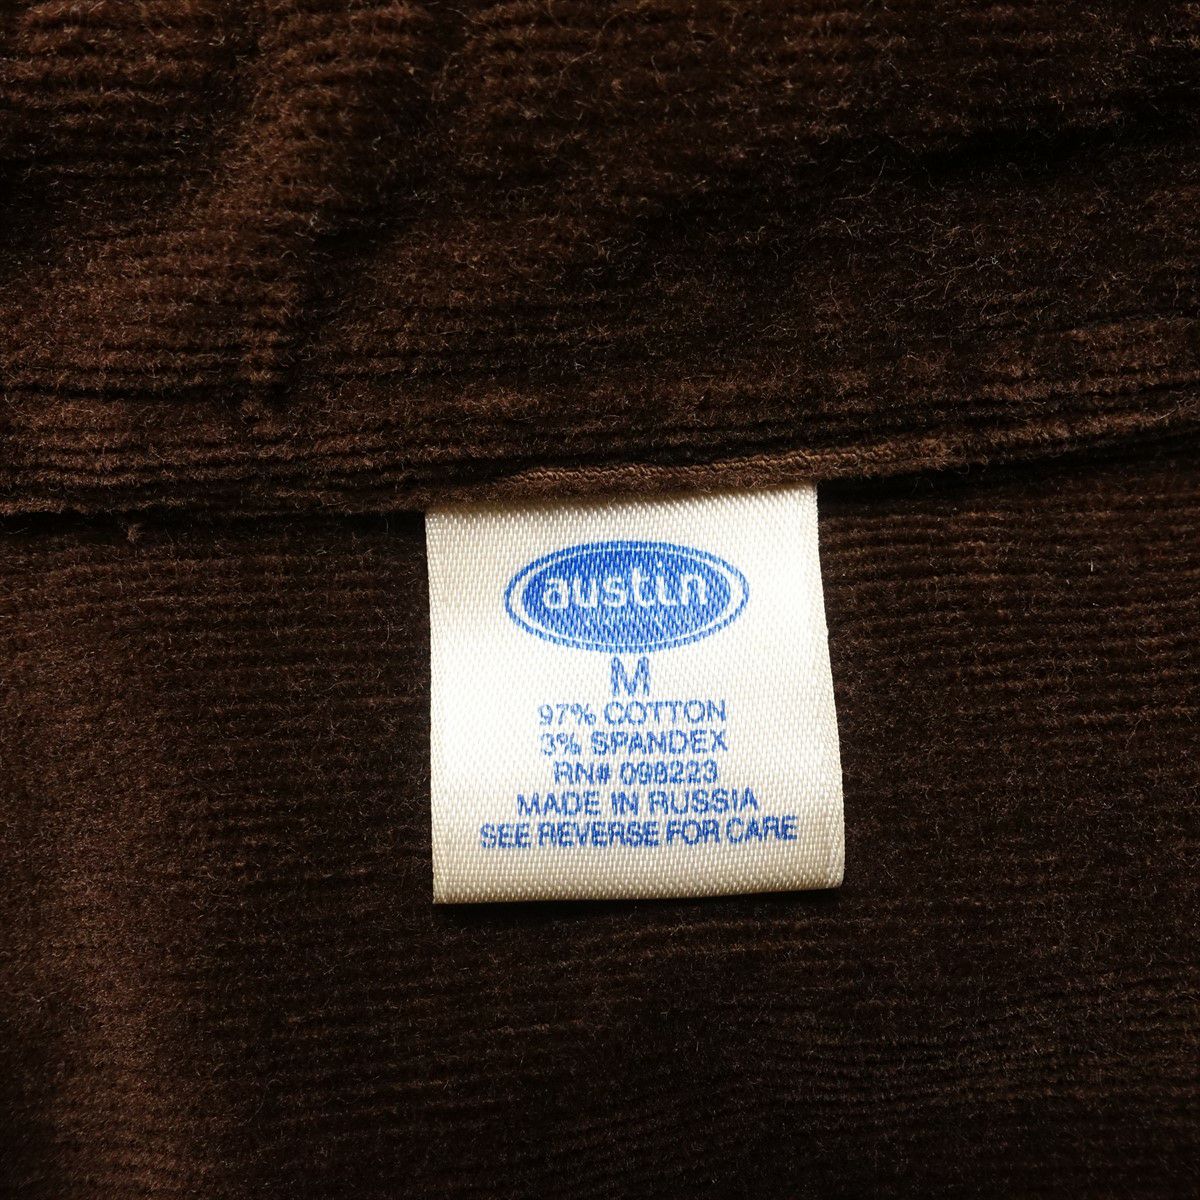 austin
M
97% COTTON
3% SPANDEX
RN# 098223
MADE IN RUSSIA
SEE REVERSE FOR CARE